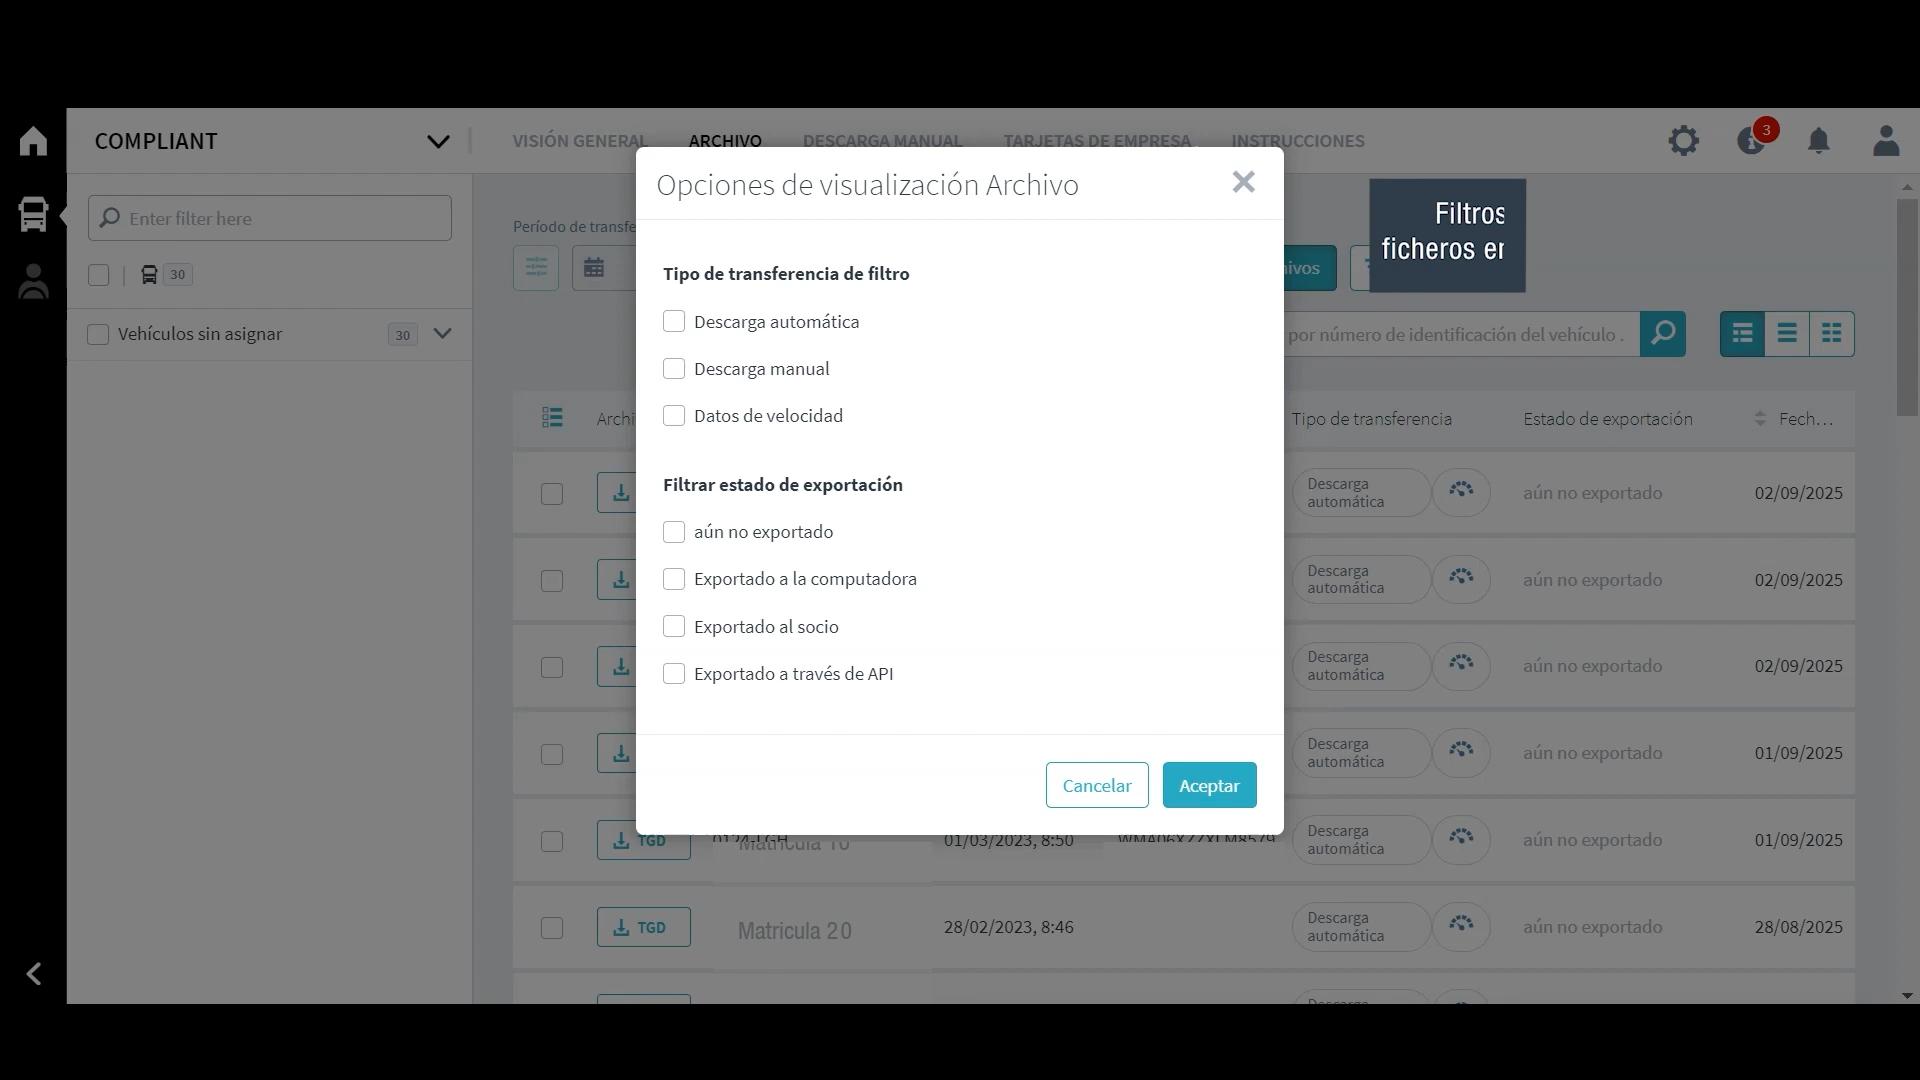 COMPLIANT
VISIÓN GENERAL
ARCHIVO
DESCARGA MANUAL
TARJETAS DE EMPRESA
INSTRUCCIONES
3
Enter filter here
30
Vehículos sin asignar
30
Período de transfe
Opciones de visualización Archivo
Filtros
ficheros en
ivos
por número de identificación del vehículo .
Tipo de transferencia de filtro
Descarga automática
Descarga manual
Datos de velocidad
Filtrar estado de exportación
aún no exportado
Exportado a la computadora
Exportado al socio
Exportado a través de API
Cancelar
Aceptar
Archi
Tipo de transferencia
Estado de exportación
Fech...
Descarga
automática
aún no exportado
02/09/2025
Descarga
automática
aún no exportado
02/09/2025
Descarga
automática
aún no exportado
02/09/2025
Descarga
automática
aún no exportado
01/09/2025
TGD
01/03/2023, 8:50
Descarga
automática
aún no exportado
01/09/2025
TGD
Matricula 20
28/02/2023, 8:46
Descarga
automática
aún no exportado
28/08/2025